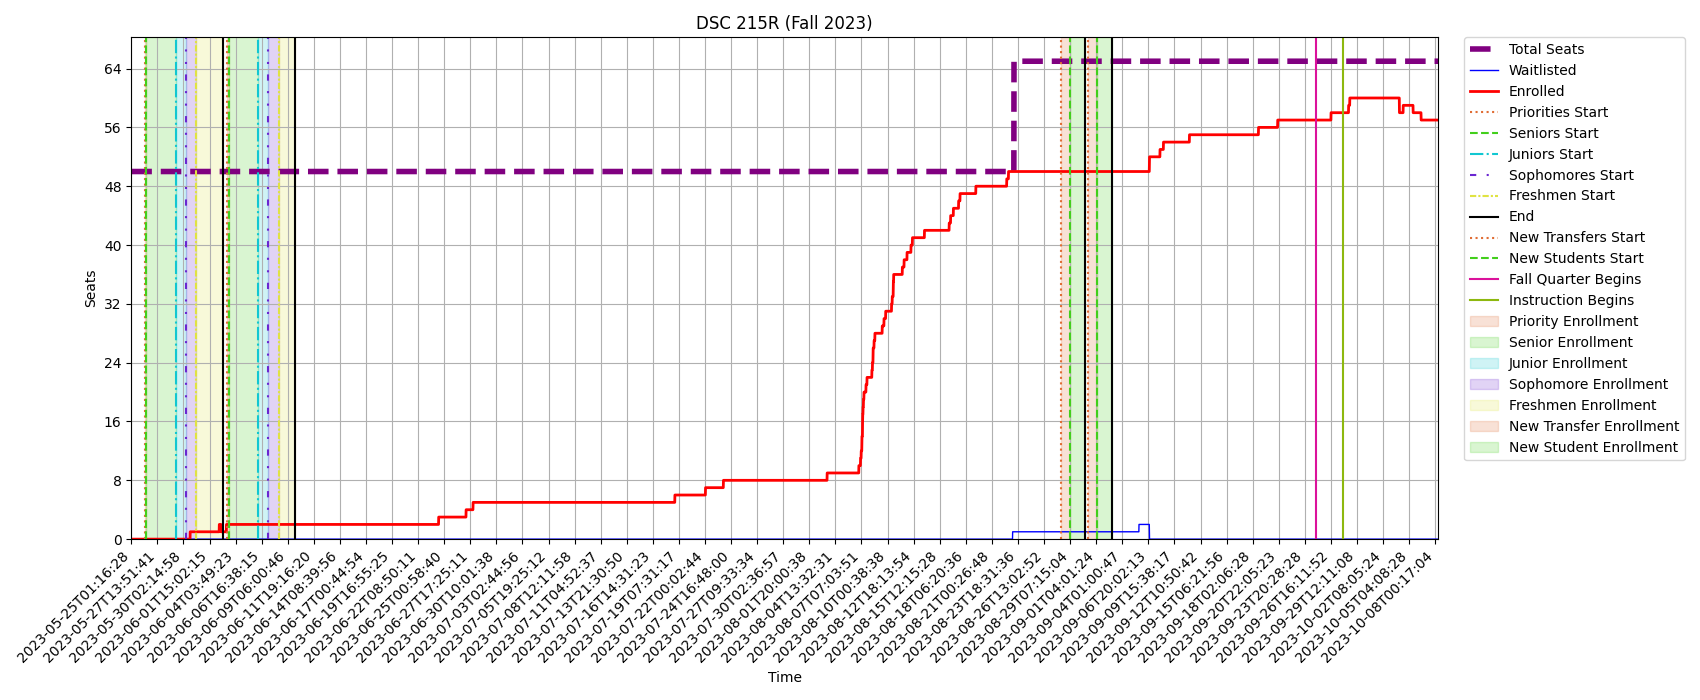 DSC 215R (Fall 2023)
Seats
64
56
48
40
32
24
16
8
0
2023-05-25T01:16:28
2023-05-27T13:51:41
2023-05-30T02:14:58
2023-06-01T15:02:15
2023-06-04T03:49:23
2023-06-06T16:38:15
2023-06-09T06:00:46
2023-06-11T19:16:20
2023-06-14T08:39:56
2023-06-17T00:44:54
2023-06-19T16:55:25
2023-06-22T08:50:11
2023-06-25T00:58:40
2023-06-27T17:25:11
2023-06-30T10:01:38
2023-07-03T02:44:56
2023-07-05T19:25:12
2023-07-08T12:11:58
2023-07-11T04:52:37
2023-07-13T21:30:50
2023-07-16T14:31:23
2023-07-19T07:31:17
2023-07-22T00:02:44
2023-07-24T16:48:00
2023-07-27T09:33:34
2023-07-30T02:36:57
2023-08-01T20:00:38
2023-08-04T13:32:31
2023-08-07T07:03:51
2023-08-10T00:38:38
2023-08-12T18:13:54
2023-08-15T12:15:28
2023-08-18T06:20:36
2023-08-21T00:26:48
2023-08-23T18:31:36
2023-08-26T13:02:52
2023-08-29T07:15:04
2023-09-01T04:01:24
2023-09-04T01:00:47
2023-09-06T20:02:13
2023-09-09T15:38:17
2023-09-12T10:50:42
2023-09-15T06:21:56
2023-09-18T02:06:28
2023-09-20T22:05:23
2023-09-23T20:28:28
2023-09-26T16:11:52
2023-09-29T12:11:08
2023-10-02T08:05:24
2023-10-05T04:08:28
2023-10-08T00:17:04
Time
Total Seats
Waitlisted
Enrolled
Priorities Start
Seniors Start
Juniors Start
Sophomores Start
Freshmen Start
End
New Transfers Start
New Students Start
Fall Quarter Begins
Instruction Begins
Priority Enrollment
Senior Enrollment
Junior Enrollment
Sophomore Enrollment
Freshmen Enrollment
New Transfer Enrollment
New Student Enrollment